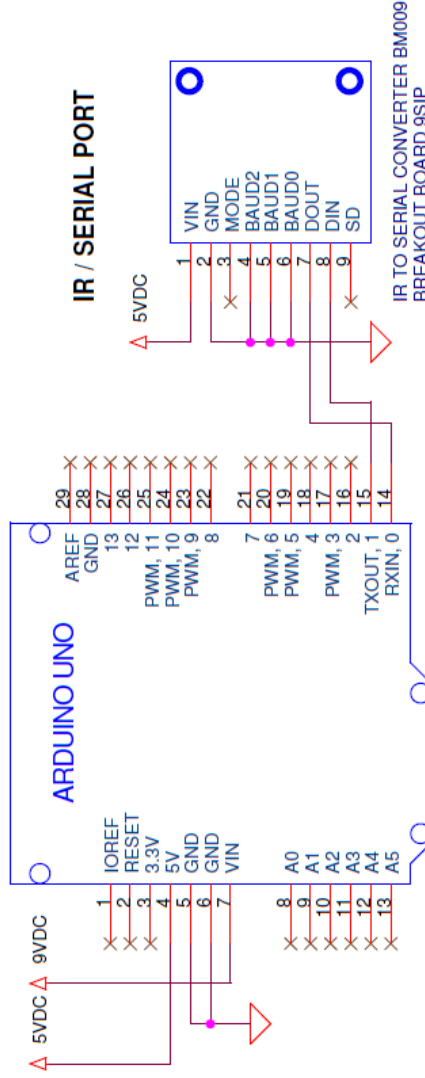 IR / SERIAL PORT
5VDC
1 VIN
2 GND
3 MODE
4 BAUD2
5 BAUD1
6 BAUD0
7 DOUT
8 DIN
9 SD
IR TO SERIAL CONVERTER BM009
BREAKOUT BOARD 9SIP
ARDUINO UNO
5VDC
9VDC
1 IOREF
2 RESET
3 3.3V
4 5V
5 GND
6 GND
7 VIN
8 A0
9 A1
10 A2
11 A3
12 A4
13 A5
AREF 29
GND 28
13 27
12 26
PWM, 11 25
PWM, 10 24
PWM, 9 23
8 22
7 21
PWM, 6 20
PWM, 5 19
4 18
PWM, 3 17
2 16
TXOUT, 1 15
RXIN, 0 14